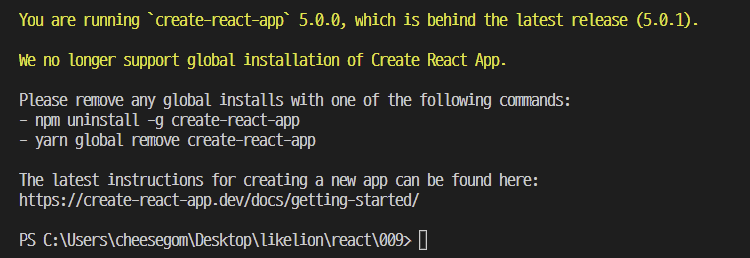 You are running `create-react-app` 5.0.0, which is behind the latest release (5.0.1).
We no longer support global installation of Create React App.
Please remove any global installs with one of the following commands:
- npm uninstall -g create-react-app
- yarn global remove create-react-app
The latest instructions for creating a new app can be found here:
https://create-react-app.dev/docs/getting-started/
PS C:\Users\cheesegom\Desktop\likelion\react\009>